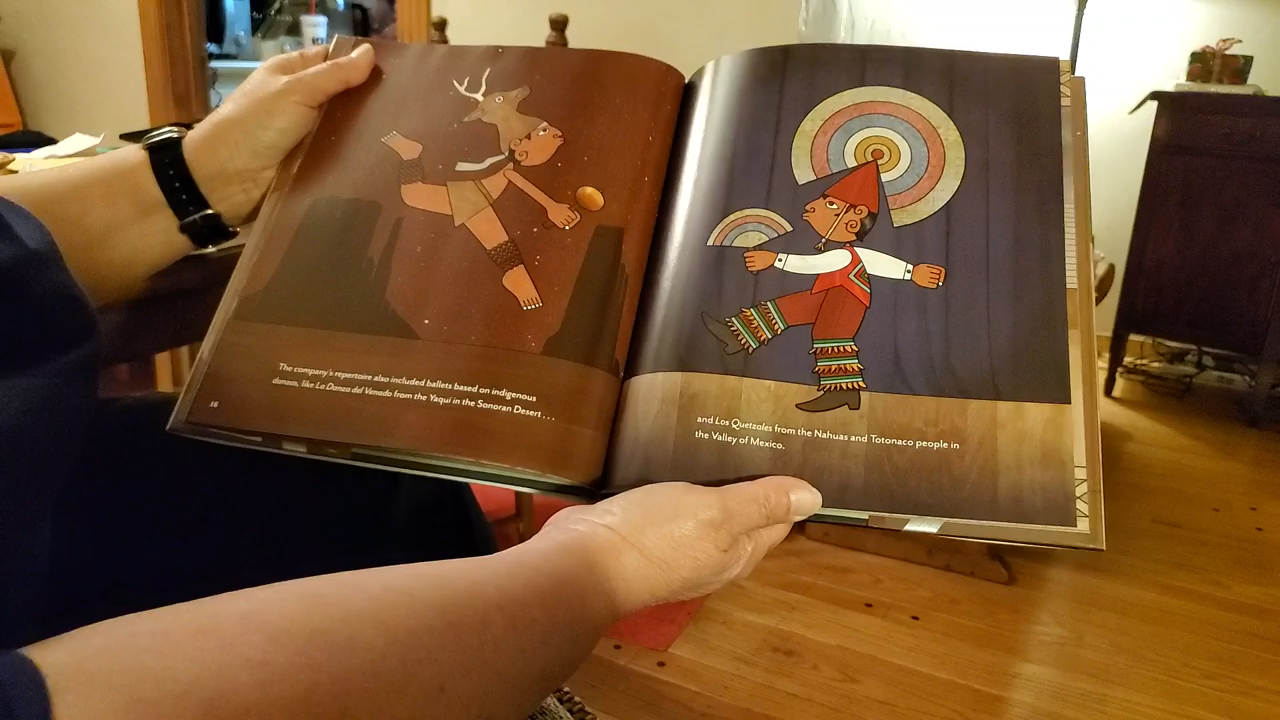 The company's repertoire also included ballets based on indigenous
danzas, like La Danza del Venado from the Yaqui in the Sonoran Desert . . .
16
and Los Quetzales from the Nahuas and Totonaco people in
the Valley of Mexico.